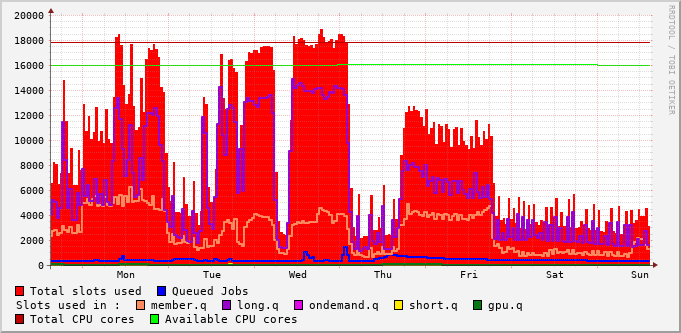 20000
18000
16000
14000
12000
10000
8000
6000
4000
2000
0
Mon Tue Wed Thu Fri Sat Sun
RRDTOOL / TOBI OETIKER
Total slots used Queued Jobs
Slots used in : member.q long.q ondemand.q short.q gpu.q
Total CPU cores Available CPU cores